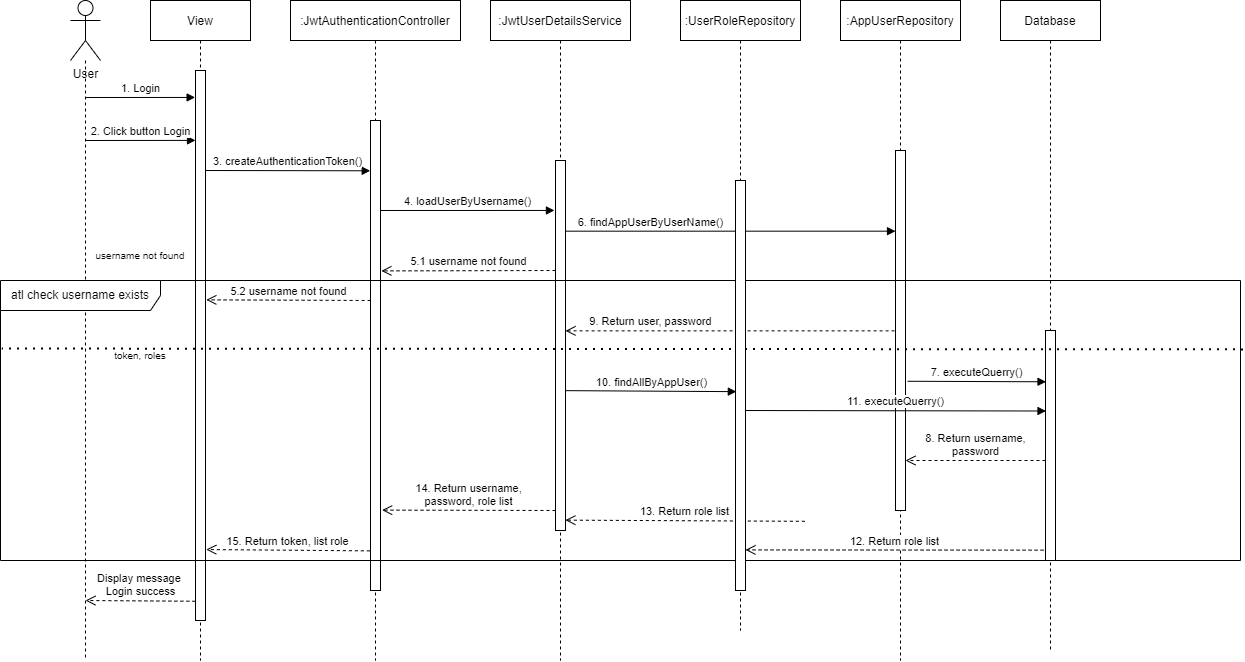 View
:JwtAuthenticationController
:JwtUserDetailsService
:UserRoleRepository
:AppUserRepository
Database
User
1. Login
2. Click button Login
3. createAuthenticationToken()
4. loadUserByUsername()
6. findAppUserByUserName()
username not found
5.1 username not found
atl check username exists
5.2 username not found
9. Return user, password
token, roles
7. executeQuerry()
10. findAllByAppUser()
11. executeQuerry()
8. Return username,
password
14. Return username,
password, role list
13. Return role list
15. Return token, list role
12. Return role list
Display message
Login success